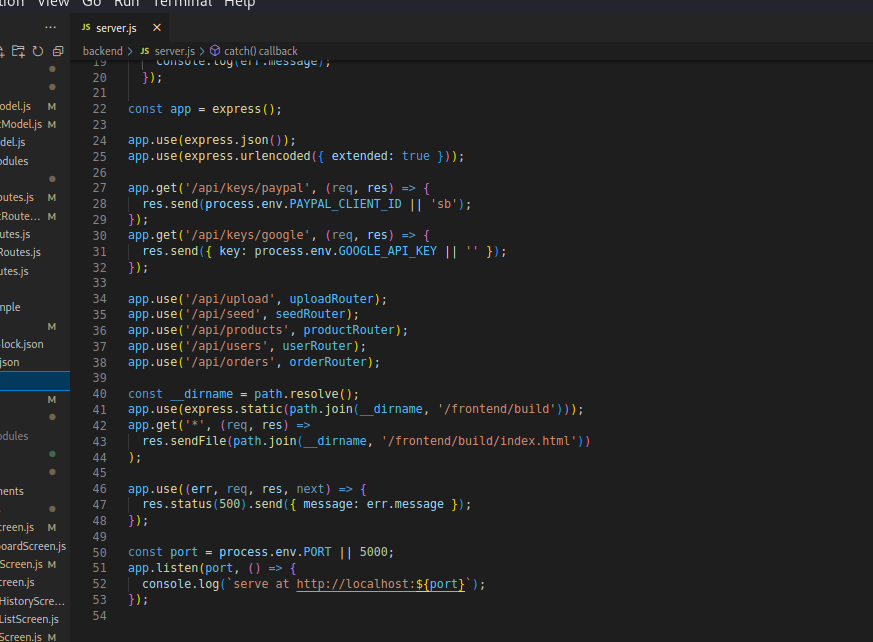 View Go Run Terminal Help
JS server.js ×
backend > JS server.js > catch() callback
odel.js M
tModel.js M
del.js
odules
outes.js M
tRoute... M
utes.js
Routes.js
utes.js
mple
M
-lock.json
json
M
odules
nents
creen.js M
boardScreen.js
Screen.js M
creen.js
HistoryScre...
ListScreen.js
Screen.js M
19 console.log(err.message);
20 });
21
22 const app = express();
23
24 app.use(express.json());
25 app.use(express.urlencoded({ extended: true }));
26
27 app.get('/api/keys/paypal', (req, res) => {
28 res.send(process.env.PAYPAL_CLIENT_ID || 'sb');
29 });
30 app.get('/api/keys/google', (req, res) => {
31 res.send({ key: process.env.GOOGLE_API_KEY || '' });
32 });
33
34 app.use('/api/upload', uploadRouter);
35 app.use('/api/seed', seedRouter);
36 app.use('/api/products', productRouter);
37 app.use('/api/users', userRouter);
38 app.use('/api/orders', orderRouter);
39
40 const __dirname = path.resolve();
41 app.use(express.static(path.join(__dirname, '/frontend/build')));
42 app.get('*', (req, res) =>
43 res.sendFile(path.join(__dirname, '/frontend/build/index.html'))
44 );
45
46 app.use((err, req, res, next) => {
47 res.status(500).send({ message: err.message });
48 });
49
50 const port = process.env.PORT || 5000;
51 app.listen(port, () => {
52 console.log(`serve at http://localhost:${port}`);
53 });
54